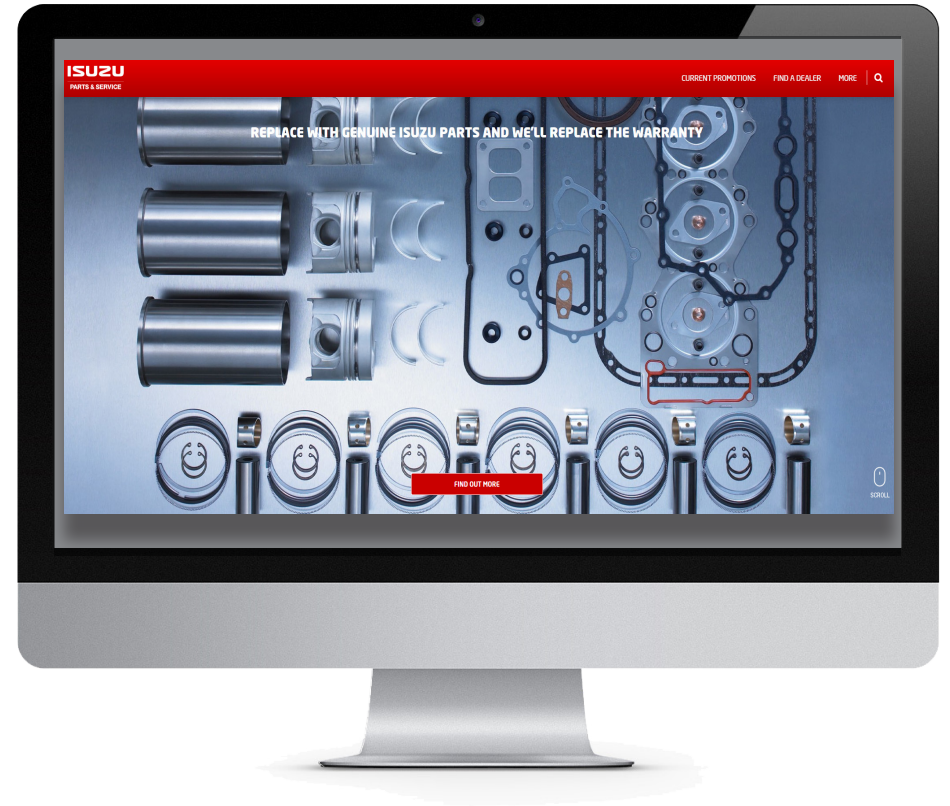 ISUZU
PARTS & SERVICE
CURRENT PROMOTIONS FIND A DEALER MORE
REPLACE WITH GENUINE ISUZU PARTS AND WE'LL REPLACE THE WARRANTY
FIND OUT MORE
SCROLL